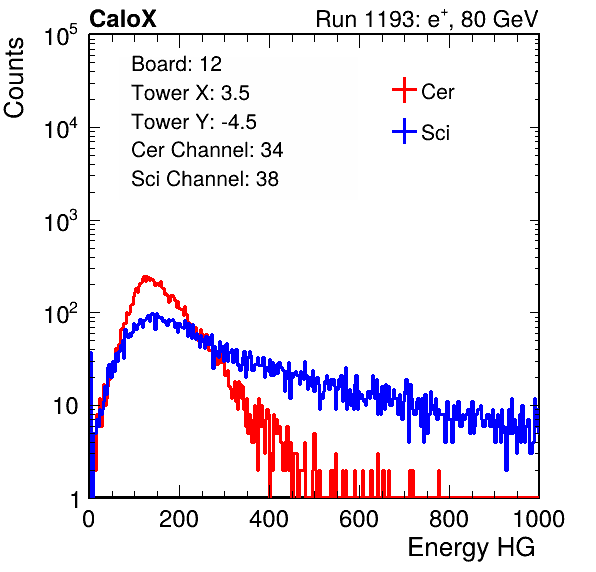 CaloX Run 1193: e⁺, 80 GeV
Counts
10⁵
10⁴
10³
10²
10
1
Board: 12
Tower X: 3.5
Tower Y: -4.5
Cer Channel: 34
Sci Channel: 38
Cer
Sci
0 200 400 600 800 1000
Energy HG